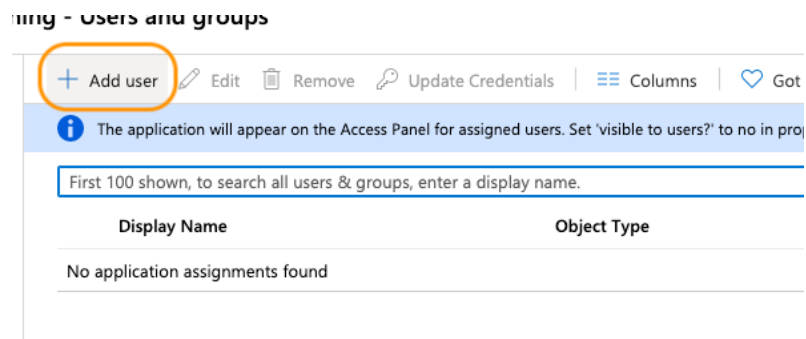 - Users and groups
Add user Edit Remove Update Credentials Columns Got
The application will appear on the Access Panel for assigned users. Set 'visible to users?' to no in
First 100 shown, to search all users & groups, enter a display name.
Display Name Object Type
No application assignments found